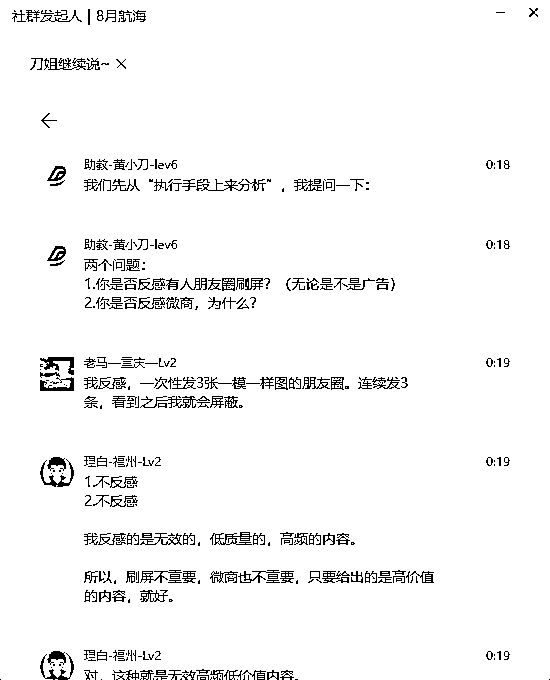 社群发起人 | 8月航海
刀姐继续说~
助教-黄小刀-lev6 0:18
我们先从“执行手段上来分析”，我提问一下：
助教-黄小刀-lev6 0:18
两个问题：
1.你是否反感有人朋友圈刷屏？（无论是不是广告）
2.你是否反感微商，为什么？
老马—重庆—Lv2 0:19
我反感，一次性发3张一模一样图的朋友圈。连续发3
条，看到之后我就会屏蔽。
理白-福州-Lv2 0:19
1.不反感
2.不反感
我反感的是无效的，低质量的，高频的内容。
所以，刷屏不重要，微商也不重要，只要给出的是高价值
的内容，就好。
理白-福州-Lv2 0:19
对，这种就是无效高频低价值内容。